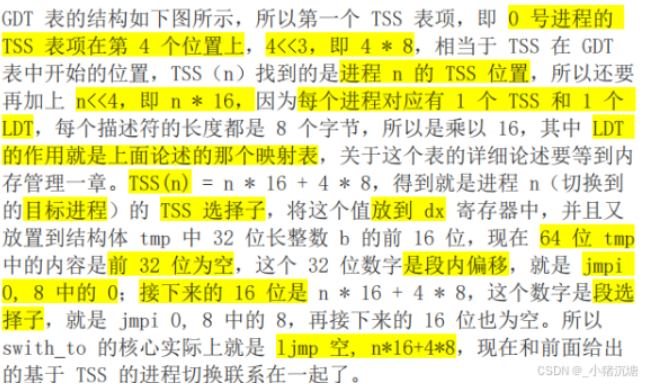 GDT 表的结构如下图所示，所以第一个 TSS 表项，即 0 号进程的
TSS 表项在第 4 个位置上，4<<3，即 4 * 8，相当于 TSS 在 GDT
表中开始的位置，TSS（n）找到的是进程 n 的 TSS 位置，所以还要
再加上 n<<4，即 n * 16，因为每个进程对应有 1 个 TSS 和 1 个
LDT，每个描述符的长度都是 8 个字节，所以是乘以 16，其中 LDT
的作用就是上面论述的那个映射表，关于这个表的详细论述要等到内
存管理一章。TSS(n) = n * 16 + 4 * 8，得到就是进程 n（切换到
的目标进程）的 TSS 选择子，将这个值放到 dx 寄存器中，并且又
放置到结构体 tmp 中 32 位长整数 b 的前 16 位，现在 64 位 tmp
中的内容是前 32 位为空，这个 32 位数字是段内偏移，就是 jmpi
0, 8 中的 0；接下来的 16 位是 n * 16 + 4 * 8，这个数字是段选
择子，就是 jmpi 0, 8 中的 8，再接下来的 16 位也为空。所以
swith_to 的核心实际上就是 ljmp 空, n*16+4*8，现在和前面给出
的基于 TSS 的进程切换联系在一起了。
CSDN @_小猪沉塘